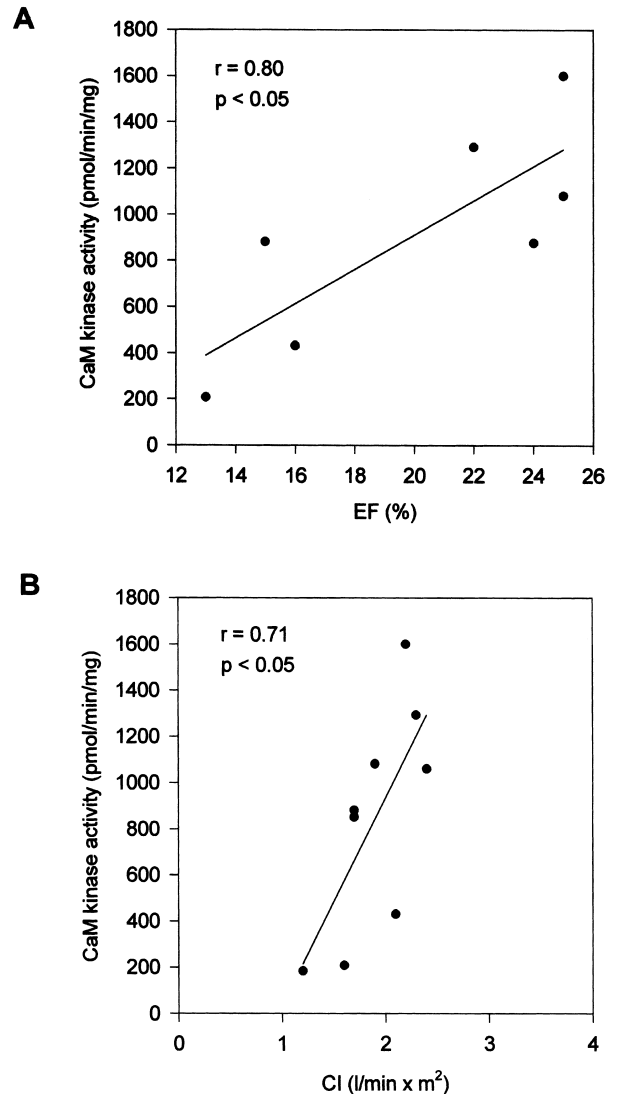 A
1800
1600
1400
1200
1000
800
600
400
200
0
CaM kinase activity (pmol/min/mg)
r = 0.80
p < 0.05
12 14 16 18 20 22 24 26
EF (%)
B
1800
1600
1400
1200
1000
800
600
400
200
0
CaM kinase activity (pmol/min/mg)
r = 0.71
p < 0.05
0 1 2 3 4
CI (l/min x m²)